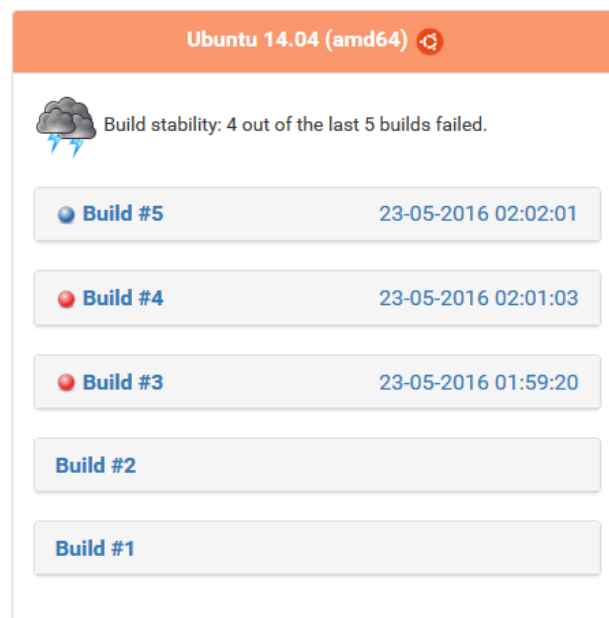 Ubuntu 14.04 (amd64)
Build stability: 4 out of the last 5 builds failed.
Build #5 23-05-2016 02:02:01
Build #4 23-05-2016 02:01:03
Build #3 23-05-2016 01:59:20
Build #2
Build #1